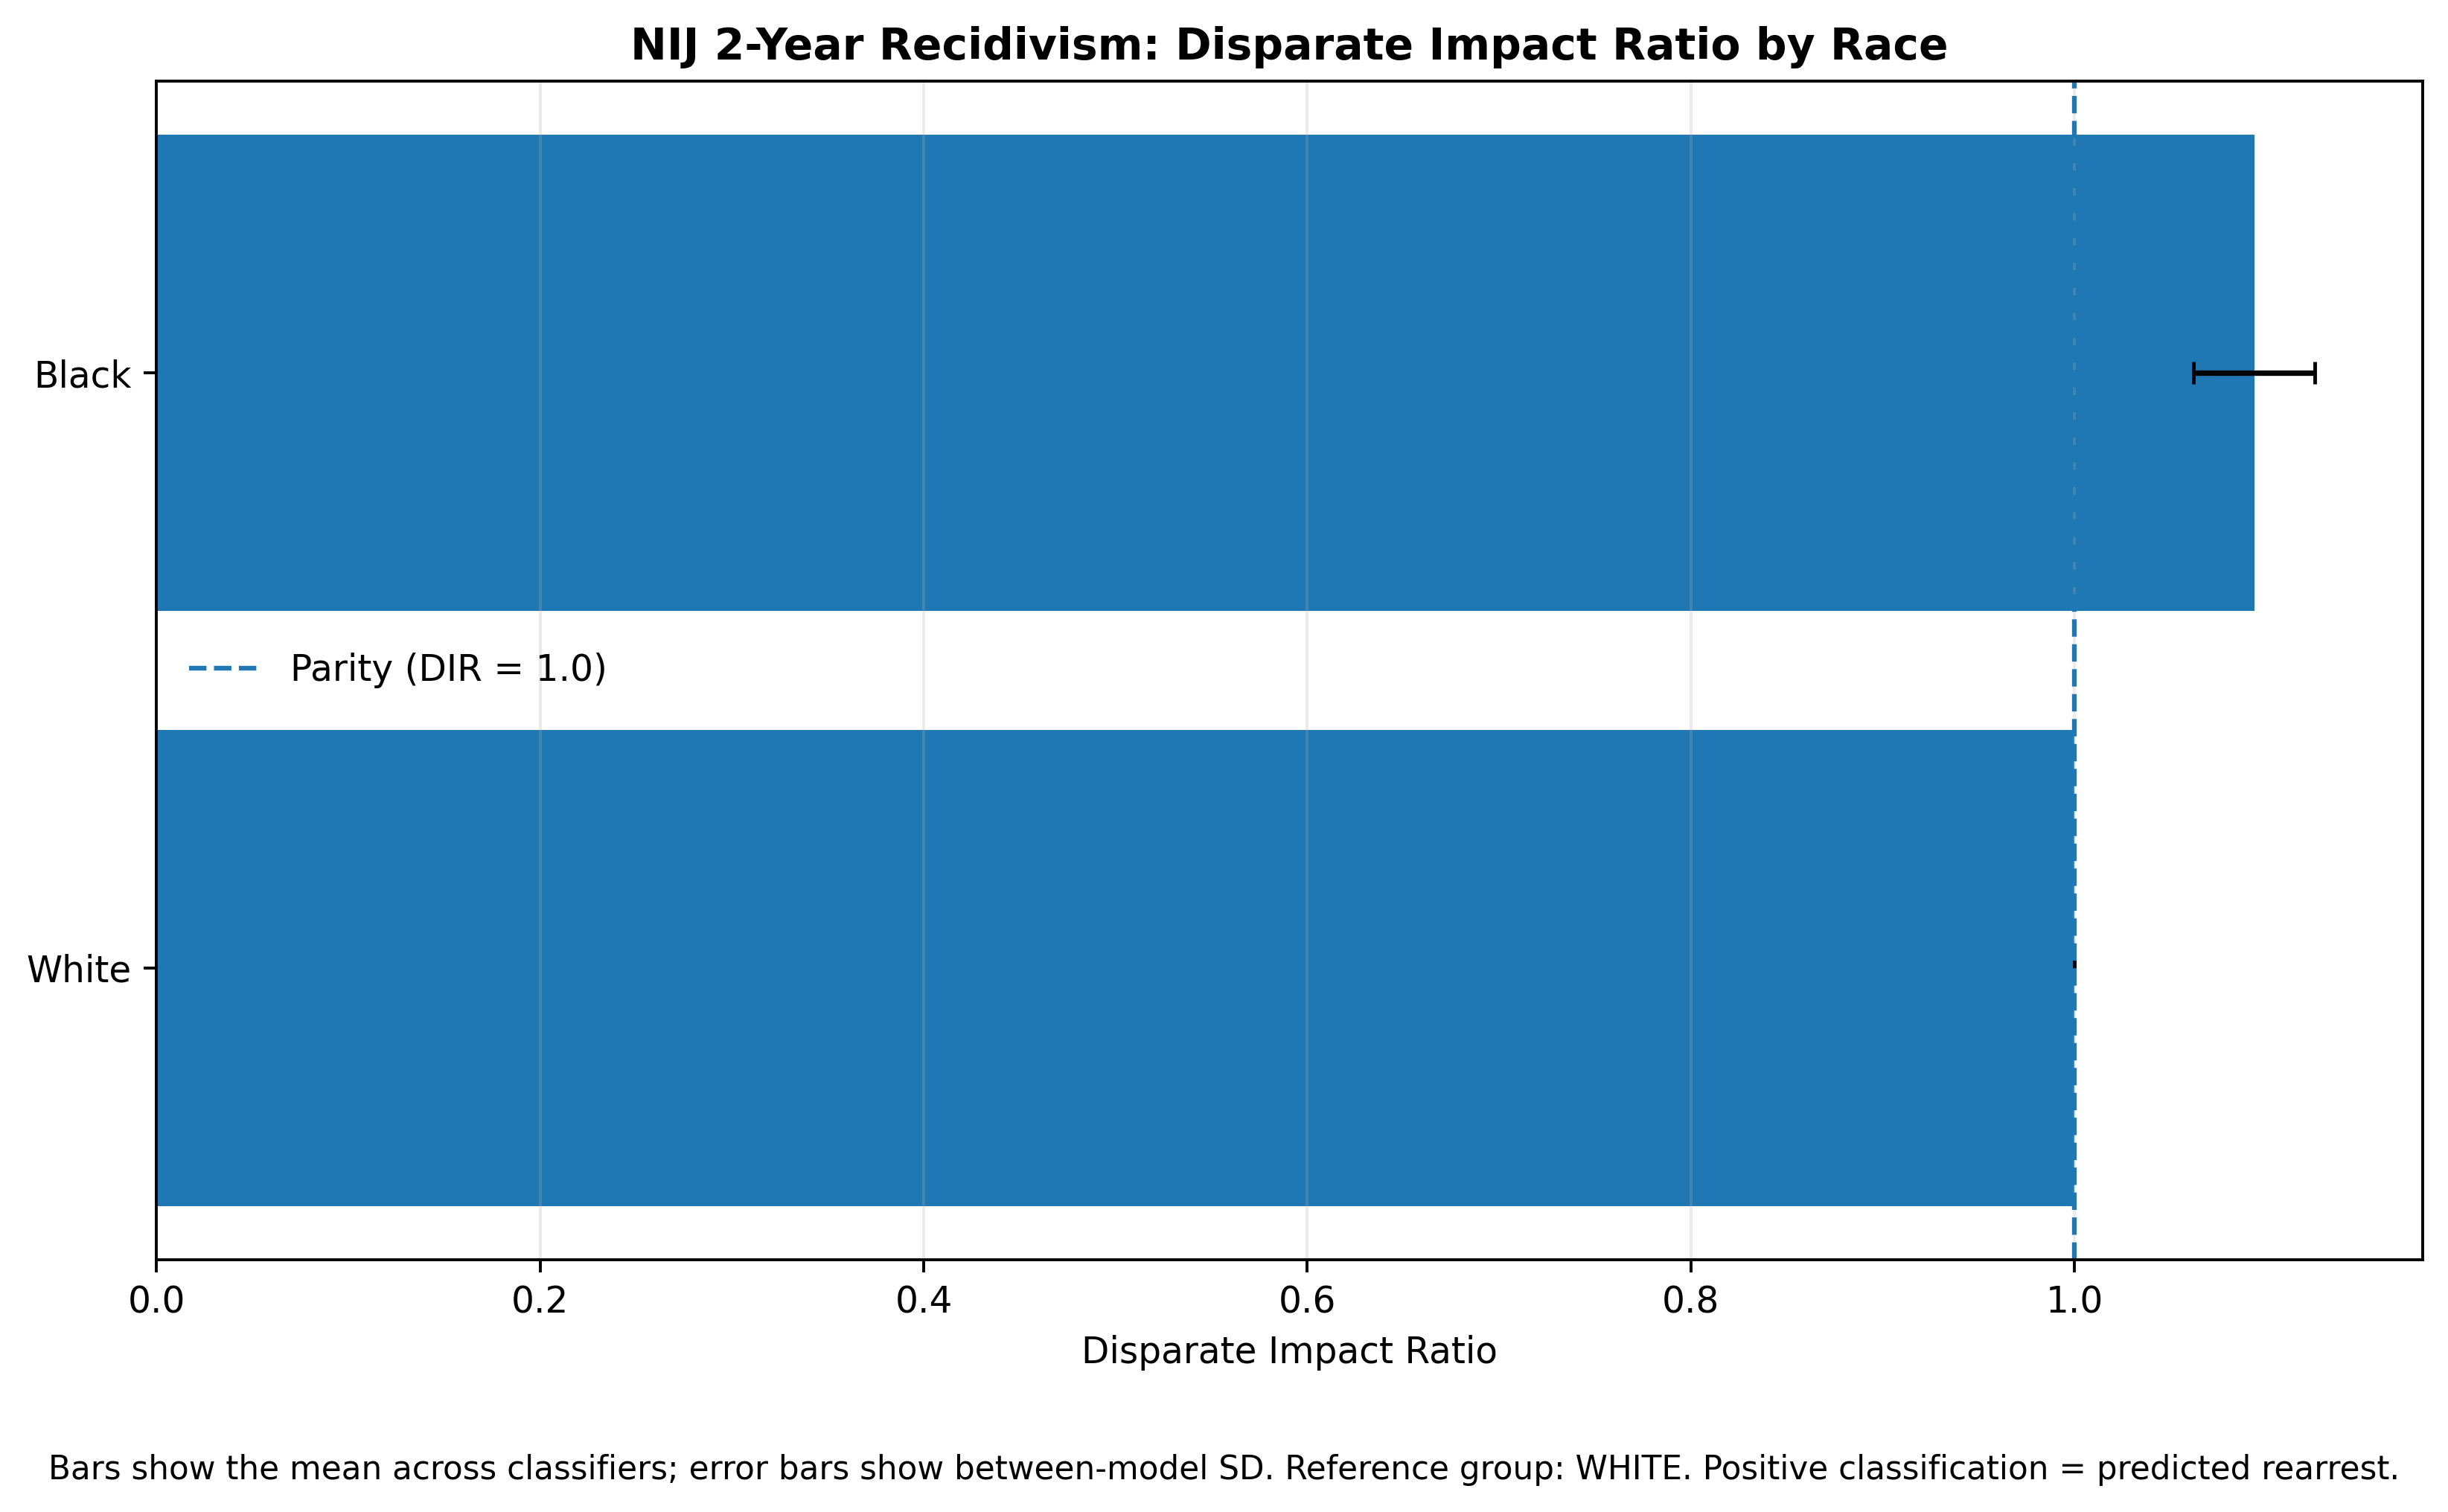 NIJ 2-Year Recidivism: Disparate Impact Ratio by Race
Black
Parity (DIR = 1.0)
White
0.0 0.2 0.4 0.6 0.8 1.0
Disparate Impact Ratio
Bars show the mean across classifiers; error bars show between-model SD. Reference group: WHITE. Positive classification = predicted rearrest.